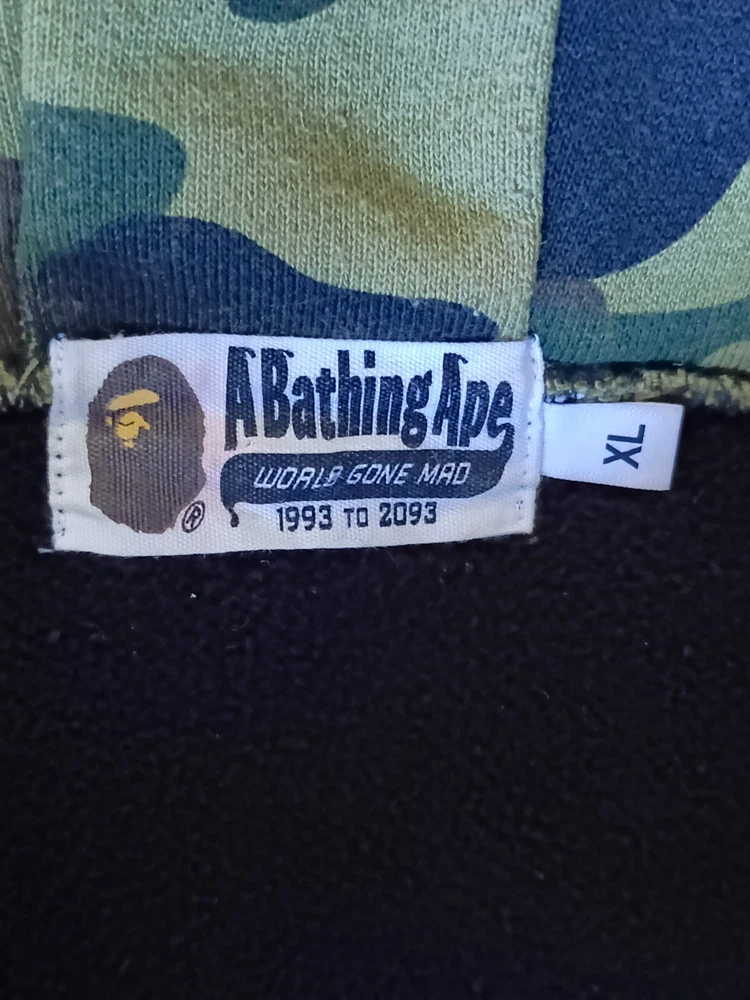 A Bathing Ape
WORLD GONE MAD
1993 TO 2093
®
XL